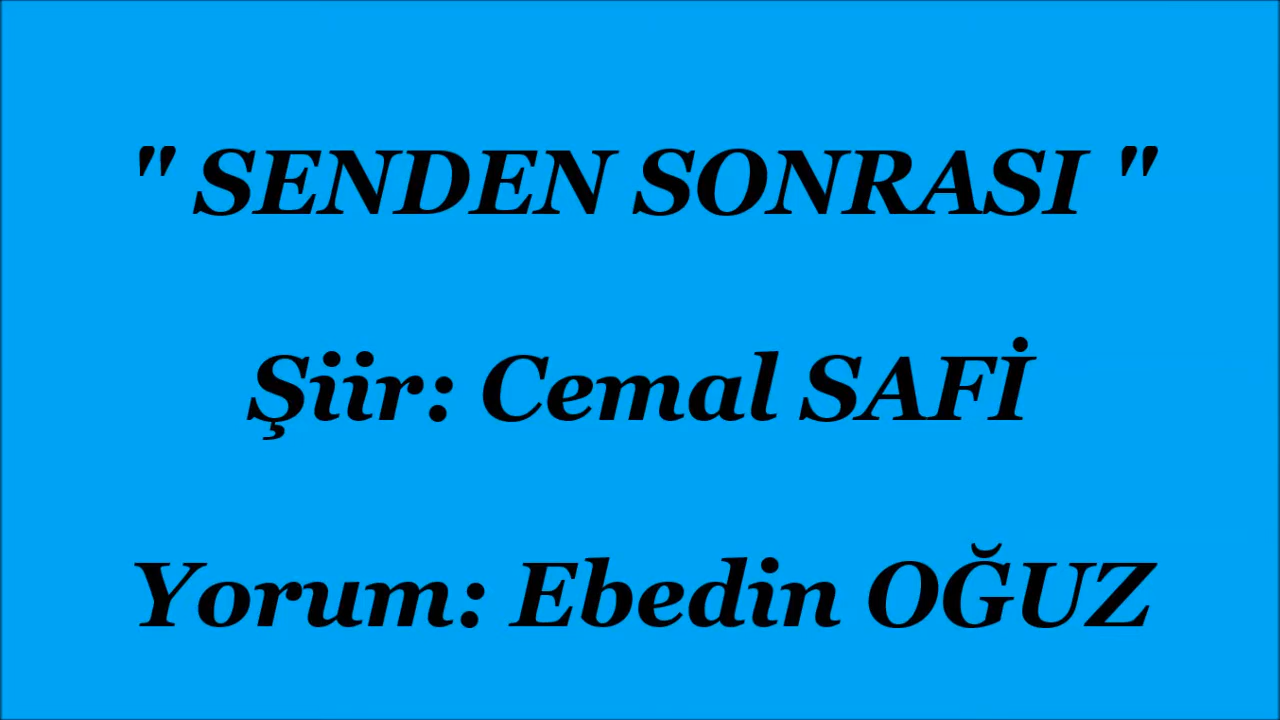 " SENDEN SONRASI "
Şiir: Cemal SAFİ
Yorum: Ebedin OĞUZ